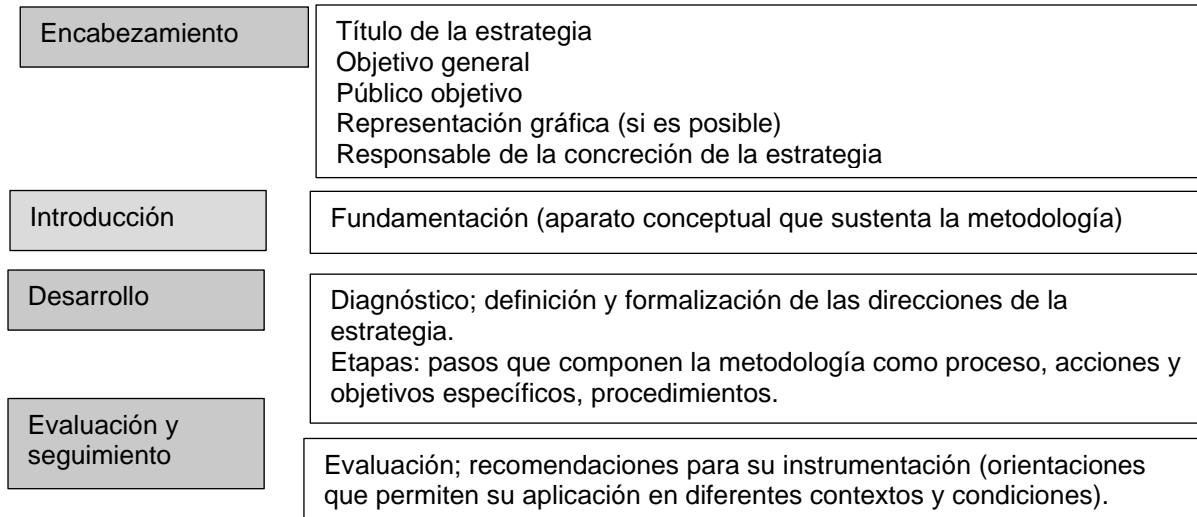 Encabezamiento
Título de la estrategia
Objetivo general
Público objetivo
Representación gráfica (si es posible)
Responsable de la concreción de la estrategia
Introducción
Fundamentación (aparato conceptual que sustenta la metodología)
Desarrollo
Diagnóstico; definición y formalización de las direcciones de la
estrategia.
Etapas: pasos que componen la metodología como proceso, acciones y
objetivos específicos, procedimientos.
Evaluación y
seguimiento
Evaluación; recomendaciones para su instrumentación (orientaciones
que permiten su aplicación en diferentes contextos y condiciones).